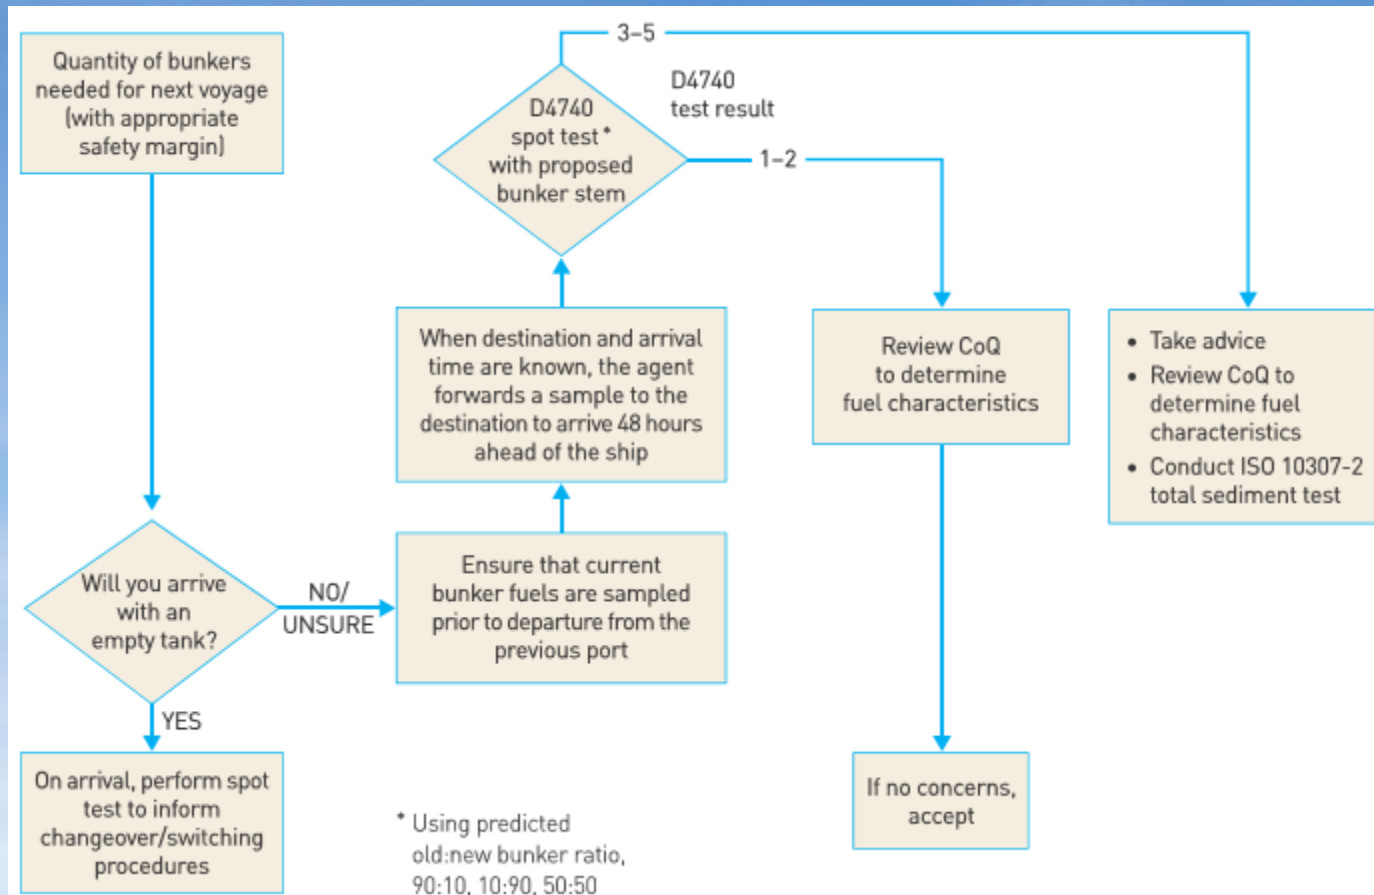 Quantity of bunkers
needed for next voyage
(with appropriate
safety margin)
Will you arrive
with an
empty tank?
YES
On arrival, perform spot
test to inform
changeover/switching
procedures
NO/
UNSURE
Ensure that current
bunker fuels are sampled
prior to departure from the
previous port
When destination and arrival
time are known, the agent
forwards a sample to the
destination to arrive 48 hours
ahead of the ship
D4740
spot test *
with proposed
bunker stem
D4740
test result
3–5
1–2
Review CoQ
to determine
fuel characteristics
If no concerns,
accept
• Take advice
• Review CoQ to
determine fuel
characteristics
• Conduct ISO 10307-2
total sediment test
* Using predicted
old:new bunker ratio,
90:10, 10:90, 50:50